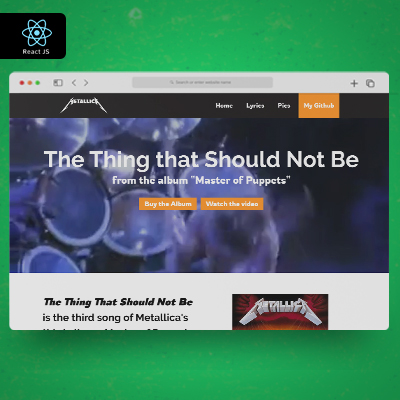 React JS
Search or enter website name
METALLICA
Home Lyrics Pics My Github
The Thing that Should Not Be
from the album "Master of Puppets"
Buy the Album Watch the video
The Thing That Should Not Be
is the third song of Metallica's
METALLICA